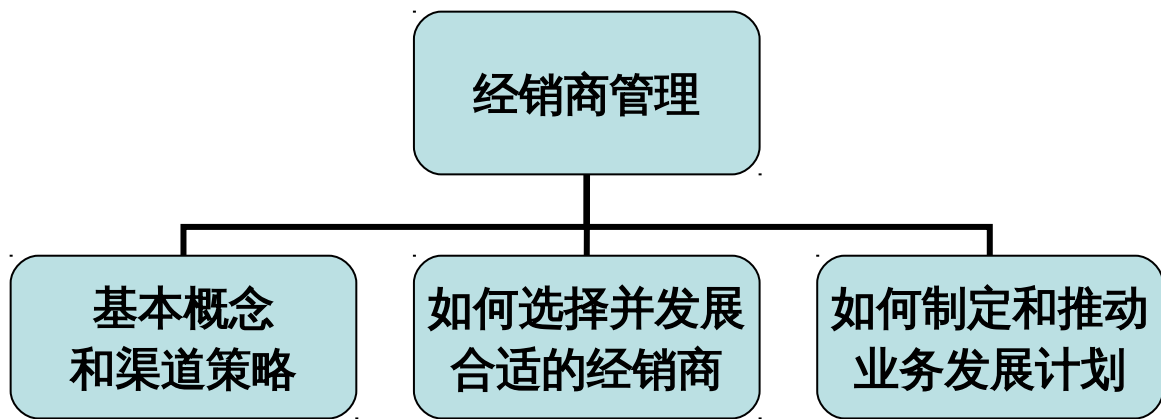 经销商管理
基本概念
和渠道策略
如何选择并发展
合适的经销商
如何制定和推动
业务发展计划